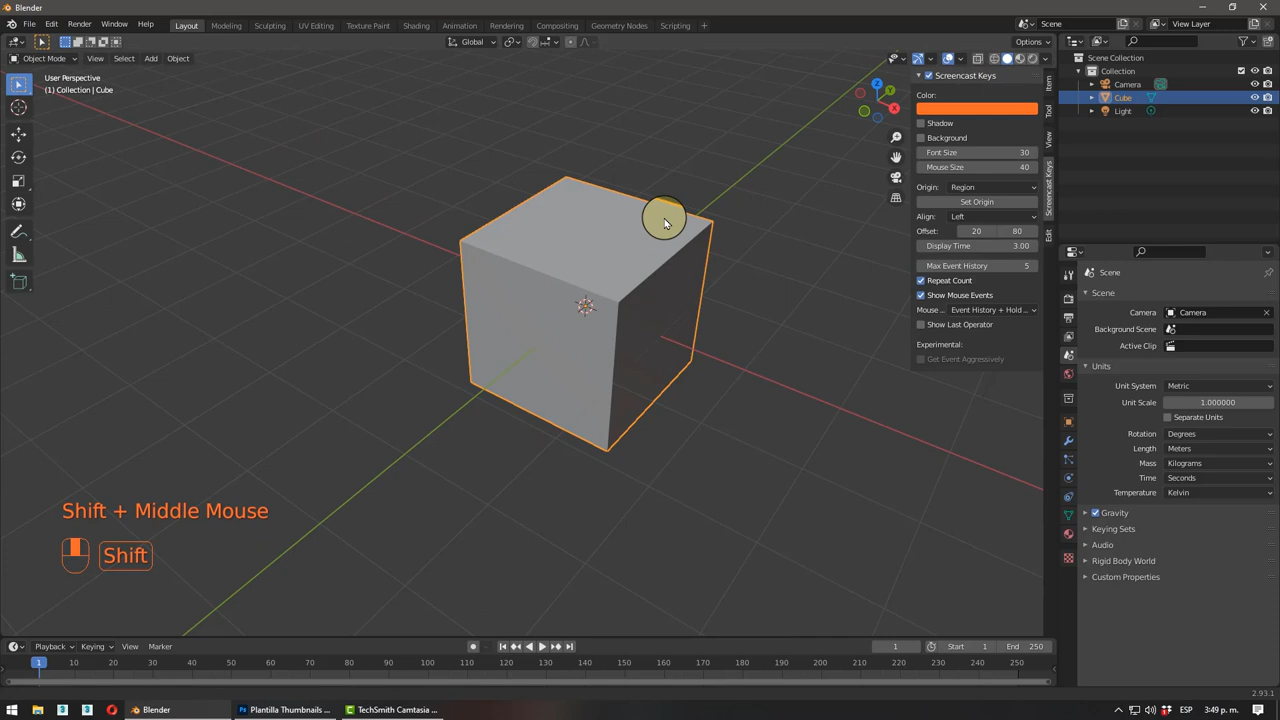 Blender
File Edit Render Window Help Layout Modeling Sculpting UV Editing Texture Paint Shading Animation Rendering Compositing Geometry Nodes Scripting + Scene View Layer
Global Options
Object Mode View Select Add Object
User Perspective
(1) Collection | Cube
X
Y
Z
Screencast Keys
Color:
Shadow
Background
Font Size 30
Mouse Size 40
Origin: Region
Set Origin
Align: Left
Offset: 20 80
Display Time 3.00
Max Event History 5
Repeat Count
Show Mouse Events
Mouse ... Event History + Hold ...
Show Last Operator
Experimental:
Get Event Aggressively
Item
Tool
View
Screencast Keys
Edit
Scene Collection
Collection
Camera
Cube
Light
Scene
Scene
Camera Camera
Background Scene
Active Clip
Units
Unit System Metric
Unit Scale 1.000000
Separate Units
Rotation Degrees
Length Meters
Mass Kilograms
Time Seconds
Temperature Kelvin
Gravity
Keying Sets
Audio
Rigid Body World
Custom Properties
Shift + Middle Mouse
Shift
Playback Keying View Marker 1 Start 1 End 250
1 10 20 30 40 50 60 70 80 90 100 110 120 130 140 150 160 170 180 190 200 210 220 230 240 250
2.93.1
Blender Plantilla Thumbnails ... TechSmith Camtasia ... ESP 3:49 p. m.